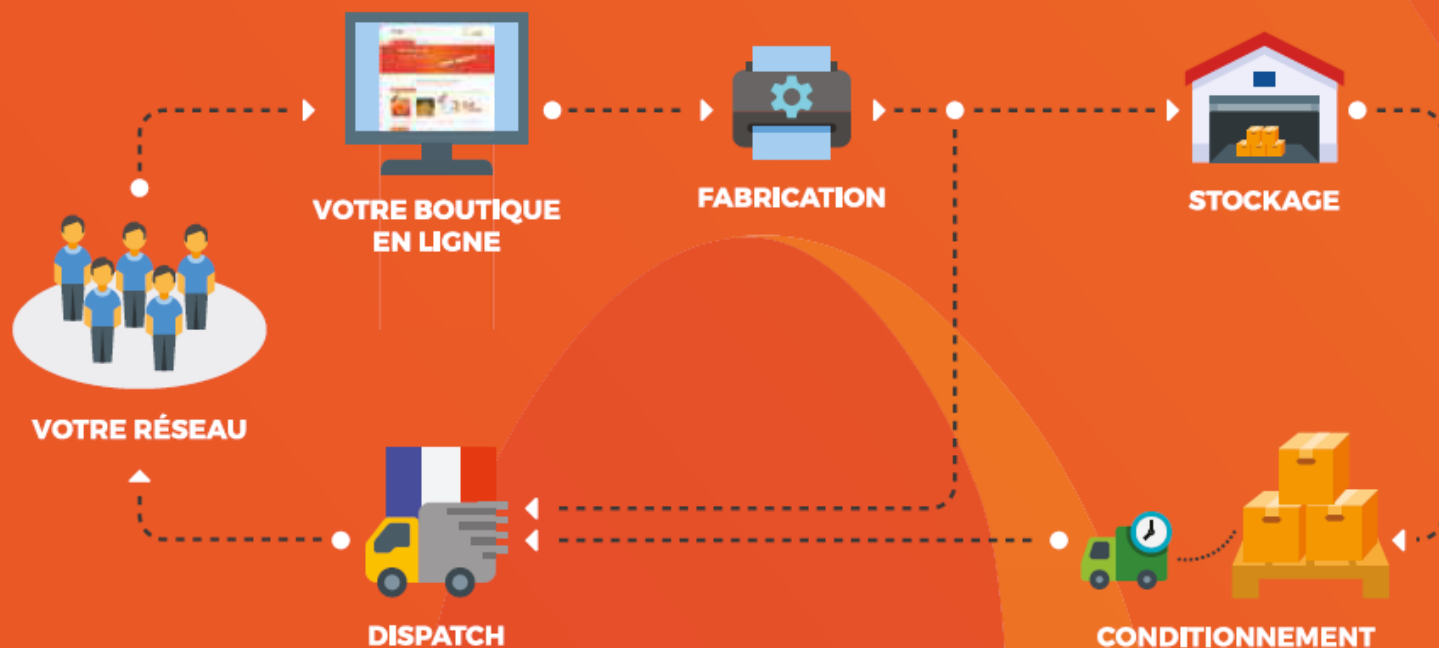 VOTRE BOUTIQUE
EN LIGNE
FABRICATION
STOCKAGE
VOTRE RÉSEAU
DISPATCH
CONDITIONNEMENT